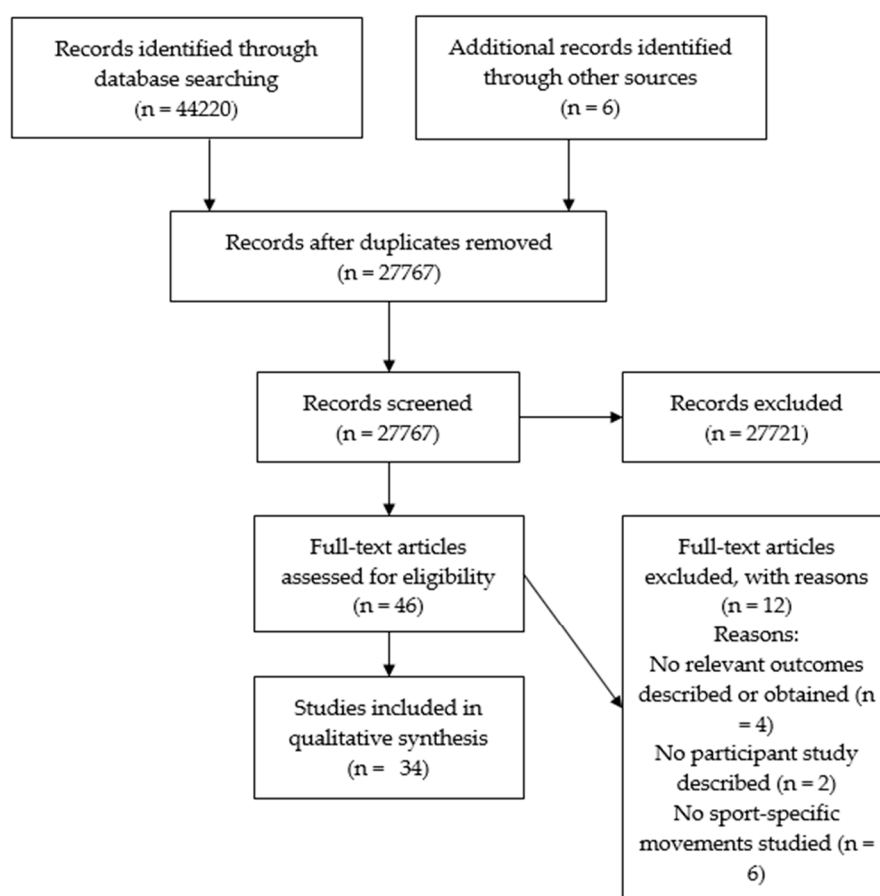 Records identified through
database searching
(n = 44220)
Additional records identified
through other sources
(n = 6)
Records after duplicates removed
(n = 27767)
Records screened
(n = 27767)
Records excluded
(n = 27721)
Full-text articles
assessed for eligibility
(n = 46)
Full-text articles
excluded, with reasons
(n = 12)
Reasons:
No relevant outcomes
described or obtained (n
= 4)
No participant study
described (n = 2)
No sport-specific
movements studied (n =
6)
Studies included in
qualitative synthesis
(n = 34)